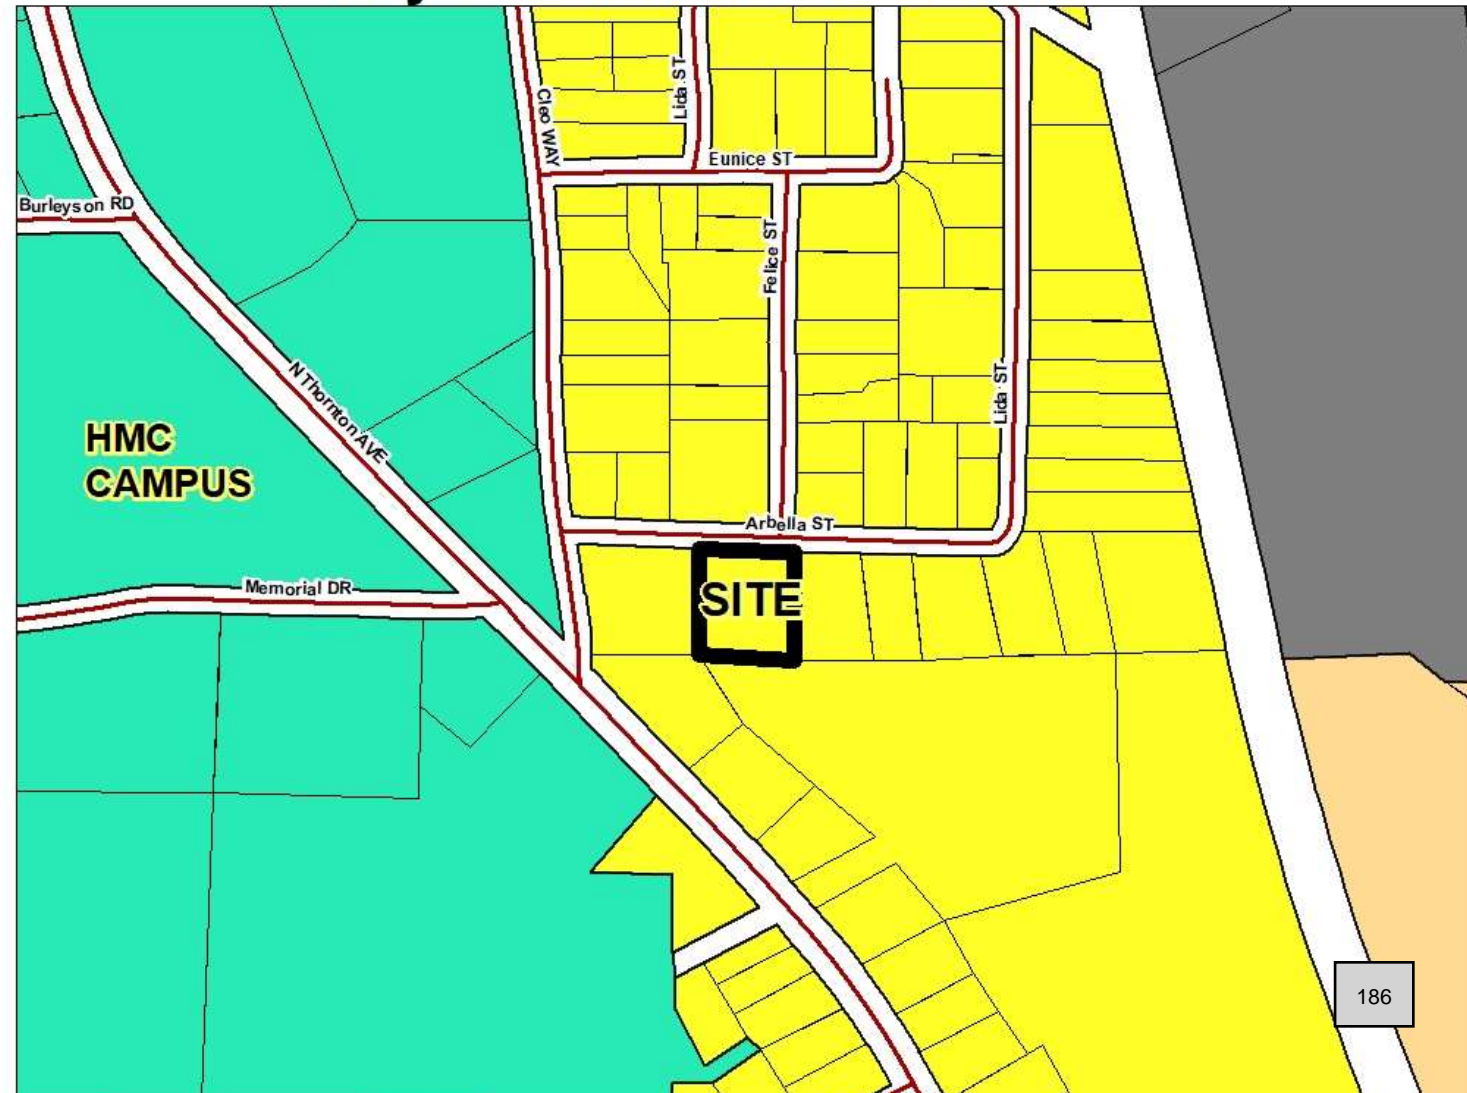 Cleo WAY
Lida ST
Eunice ST
Burleyson RD
Felice ST
N Thornton AVE
Lida ST
HMC
CAMPUS
Arbella ST
Memorial DR
SITE
186